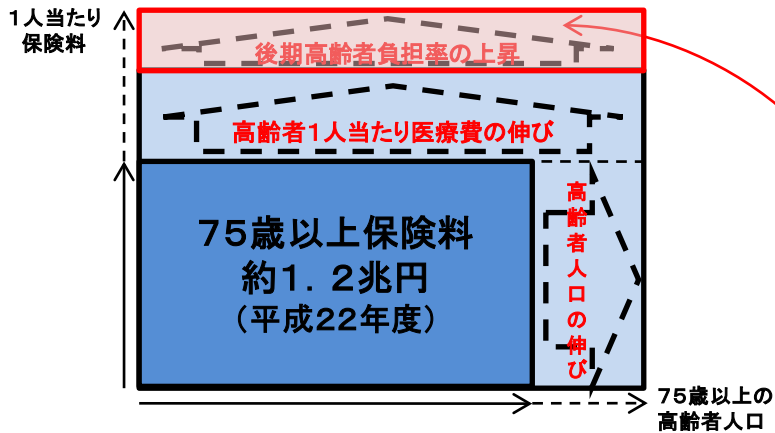 1人当たり
保険料
後期高齢者負担率の上昇
高齢者1人当たり医療費の伸び
75歳以上保険料
約1．2兆円
（平成22年度）
高齢者人口の伸び
75歳以上の
高齢者人口